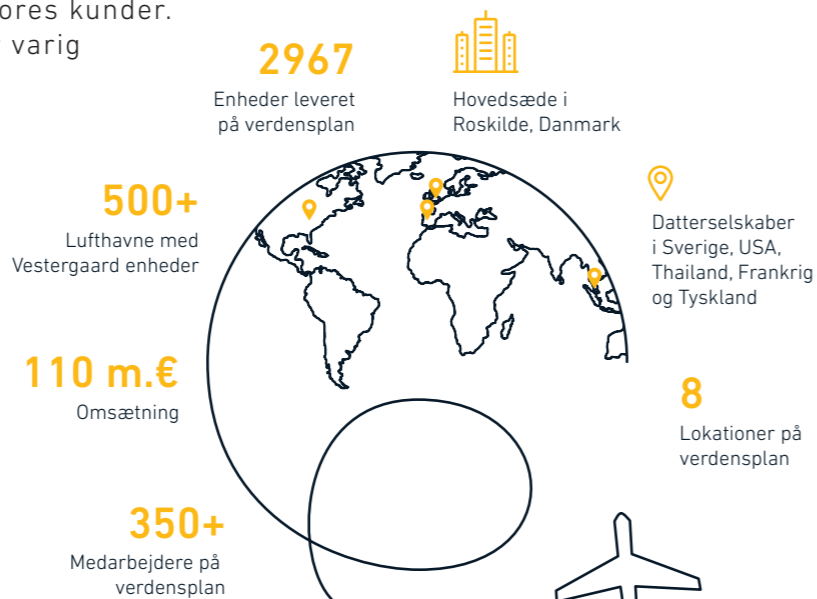 ores kunder.
varig
2967
Enheder leveret
på verdensplan
Hovedsæde i
Roskilde, Danmark
500+
Lufthavne med
Vestergaard enheder
Datterselskaber
i Sverige, USA,
Thailand, Frankrig
og Tyskland
110 m.€
Omsætning
8
Lokationer på
verdensplan
350+
Medarbejdere på
verdensplan